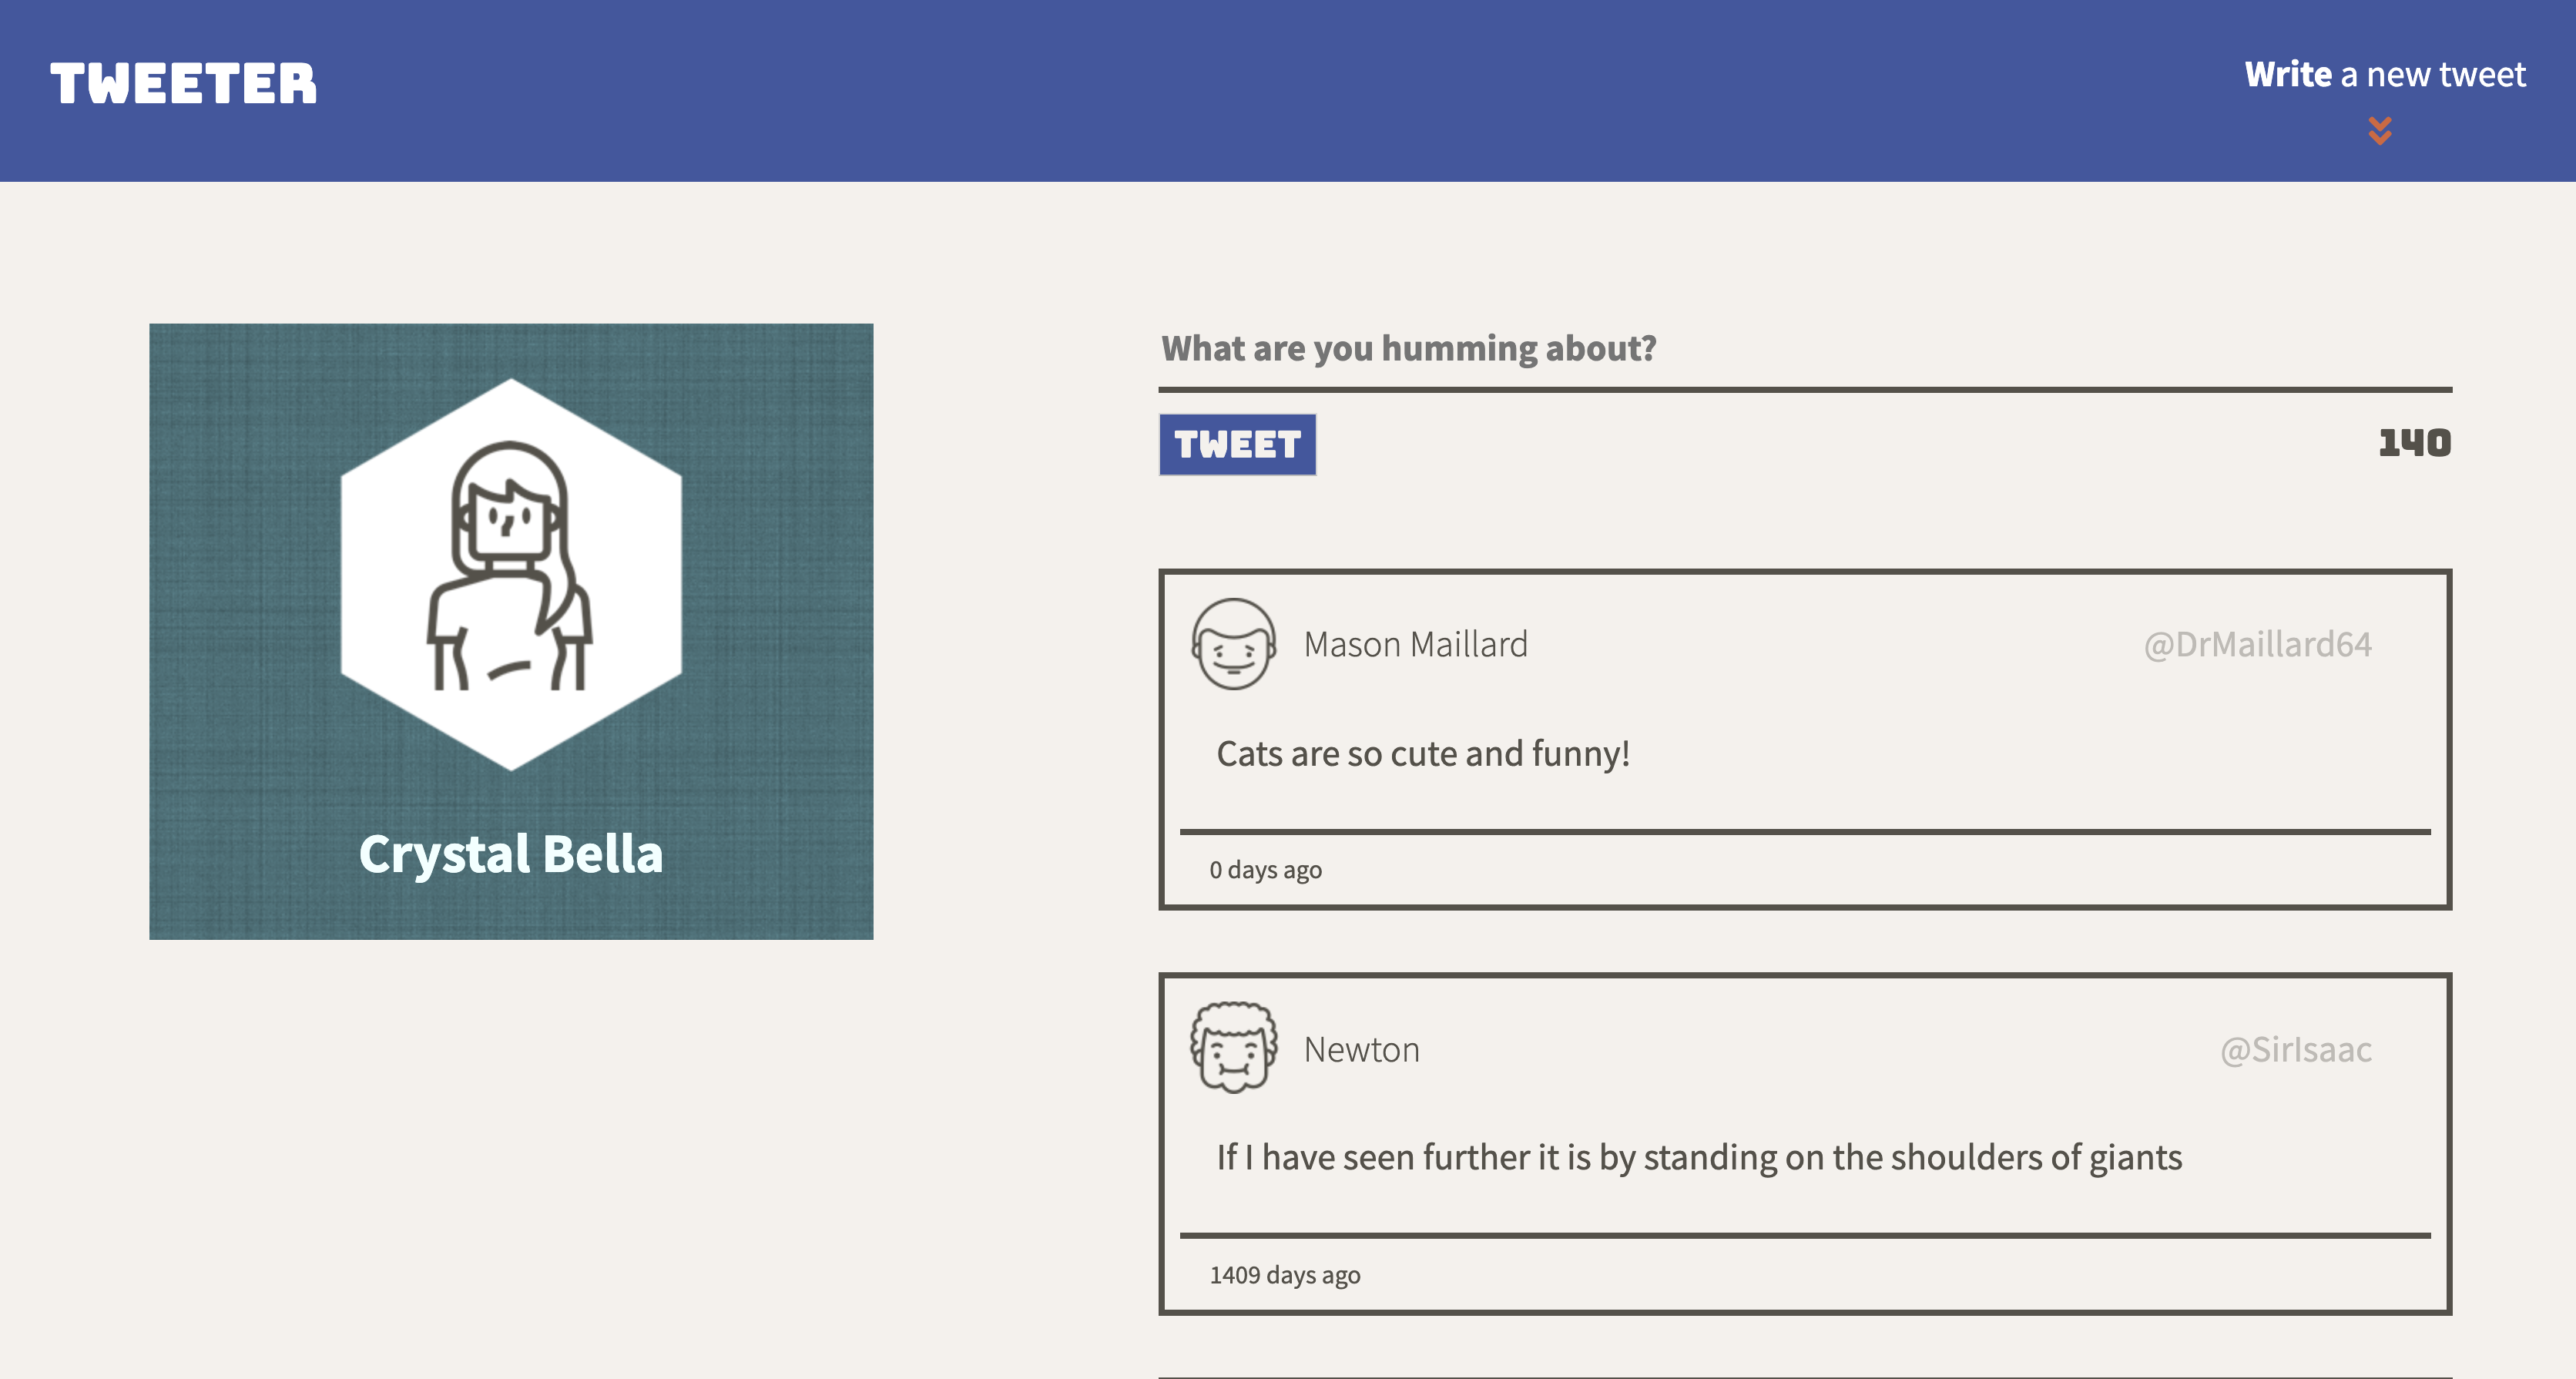 TWEETER
Write a new tweet
Crystal Bella
What are you humming about?
TWEET
140
Mason Maillard
@DrMaillard64
Cats are so cute and funny!
0 days ago
Newton
@SirIsaac
If I have seen further it is by standing on the shoulders of giants
1409 days ago